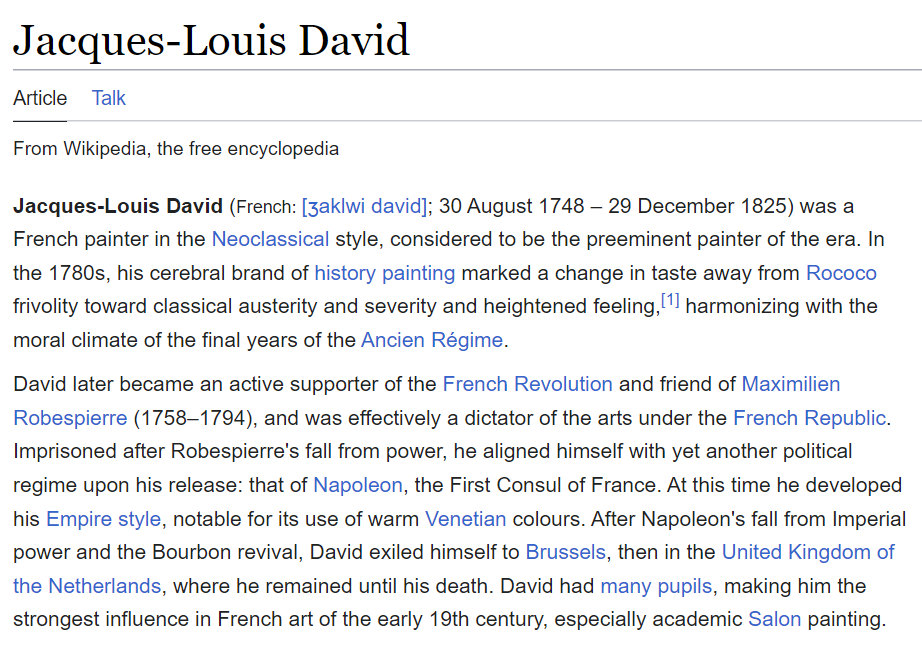 Jacques-Louis David
Article Talk
From Wikipedia, the free encyclopedia
Jacques-Louis David (French: [ʒaklwi david]; 30 August 1748 – 29 December 1825) was a
French painter in the Neoclassical style, considered to be the preeminent painter of the era. In
the 1780s, his cerebral brand of history painting marked a change in taste away from Rococo
frivolity toward classical austerity and severity and heightened feeling,[1] harmonizing with the
moral climate of the final years of the Ancien Régime.
David later became an active supporter of the French Revolution and friend of Maximilien
Robespierre (1758–1794), and was effectively a dictator of the arts under the French Republic.
Imprisoned after Robespierre's fall from power, he aligned himself with yet another political
regime upon his release: that of Napoleon, the First Consul of France. At this time he developed
his Empire style, notable for its use of warm Venetian colours. After Napoleon's fall from Imperial
power and the Bourbon revival, David exiled himself to Brussels, then in the United Kingdom of
the Netherlands, where he remained until his death. David had many pupils, making him the
strongest influence in French art of the early 19th century, especially academic Salon painting.